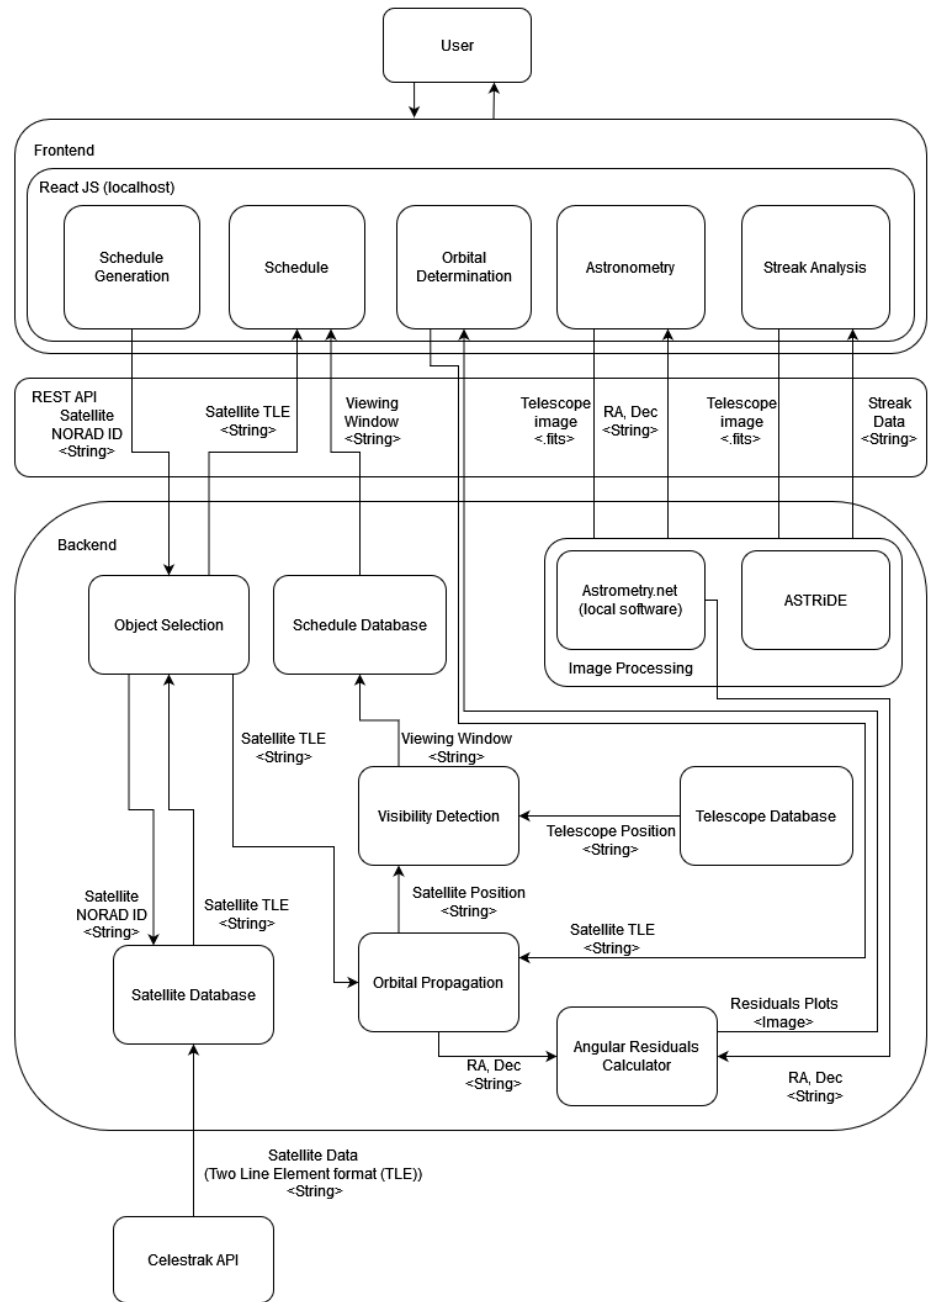 User
Frontend
React JS (localhost)
Schedule
Generation
Schedule
Orbital
Determination
Astronometry
Streak Analysis
REST API
Satellite
NORAD ID
<String>
Satellite TLE
<String>
Viewing
Window
<String>
Telescope
image
<.fits>
RA, Dec
<String>
Telescope
image
<.fits>
Streak
Data
<String>
Backend
Object Selection
Schedule Database
Astrometry.net
(local software)
ASTRiDE
Image Processing
Satellite TLE
<String>
Viewing Window
<String>
Visibility Detection
Telescope Position
<String>
Telescope Database
Satellite
NORAD ID
<String>
Satellite TLE
<String>
Satellite Position
<String>
Satellite TLE
<String>
Satellite Database
Orbital Propagation
Residuals Plots
<Image>
RA, Dec
<String>
Angular Residuals
Calculator
RA, Dec
<String>
Satellite Data
(Two Line Element format (TLE))
<String>
Celestrak API